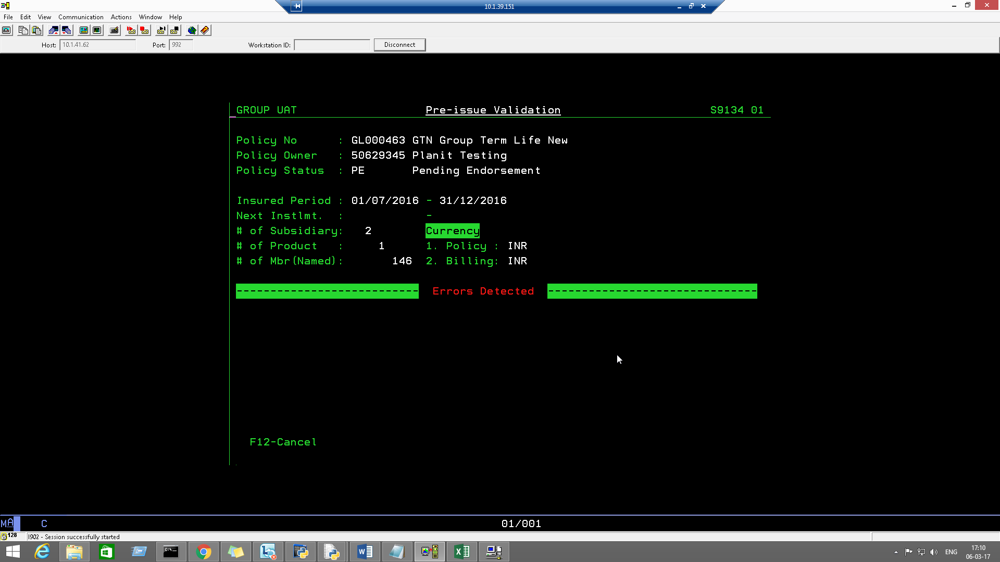 10.1.39.151
File Edit View Communication Actions Window Help
Host: 10.1.41.62 Port: 992 Workstation ID: Disconnect
GROUP UAT Pre-issue Validation S9134 01
Policy No : GL000463 GTN Group Term Life New
Policy Owner : 50629345 Planit Testing
Policy Status : PE Pending Endorsement
Insured Period : 01/07/2016 - 31/12/2016
Next Instlmt. : -
# of Subsidiary: 2 Currency
# of Product : 1 1. Policy : INR
# of Mbr(Named): 146 2. Billing: INR
--------------------------- Errors Detected -------------------------------
F12-Cancel
MA C 01/001
128 I902 - Session successfully started
ENG 17:10
06-03-17